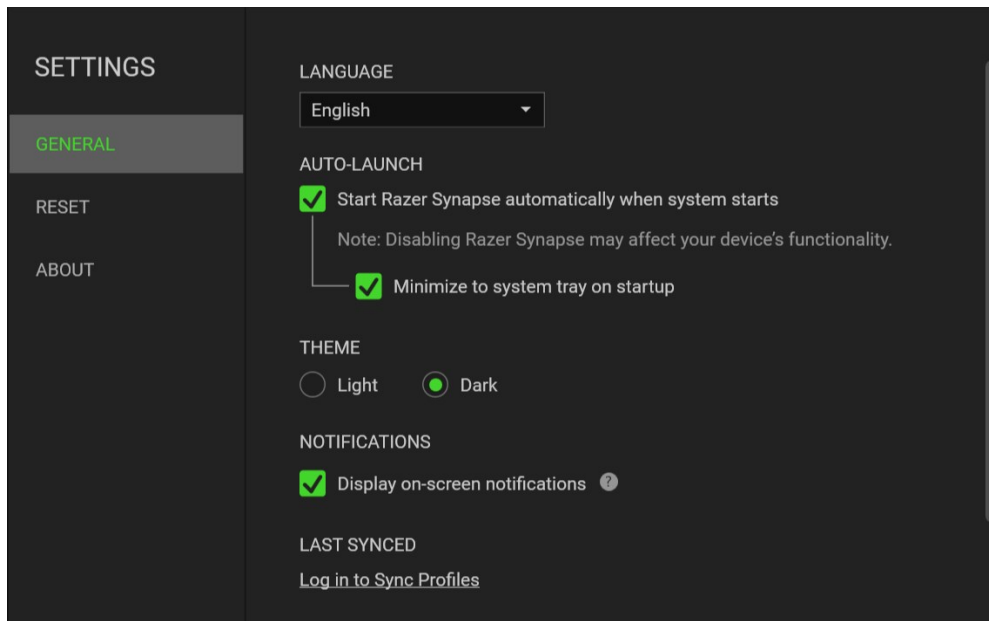 SETTINGS
GENERAL
RESET
ABOUT
LANGUAGE
English
AUTO-LAUNCH
Start Razer Synapse automatically when system starts
Note: Disabling Razer Synapse may affect your device’s functionality.
Minimize to system tray on startup
THEME
Light
Dark
NOTIFICATIONS
Display on-screen notifications ?
LAST SYNCED
Log in to Sync Profiles